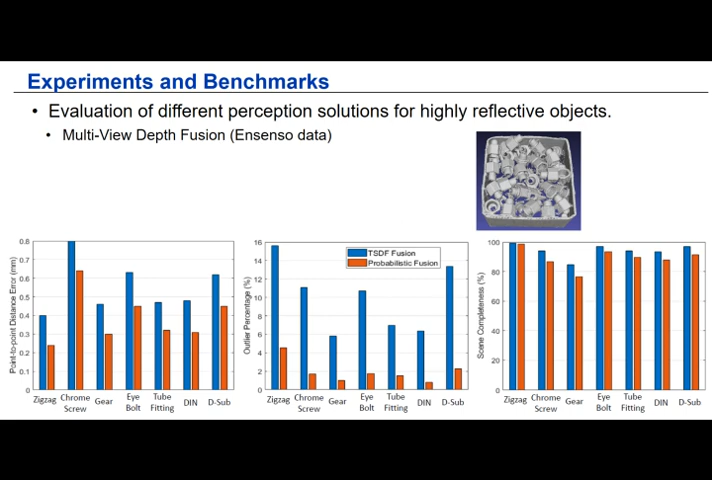 Experiments and Benchmarks
• Evaluation of different perception solutions for highly reflective objects.
• Multi-View Depth Fusion (Ensenso data)
Point-to-point Distance Error (mm)
0.8
0.7
0.6
0.5
0.4
0.3
0.2
0.1
0
Zigzag Chrome Screw Gear Eye Bolt Tube Fitting DIN D-Sub
Outlier Percentage (%)
16
14
12
10
8
6
4
2
0
TSDF Fusion
Probabilistic Fusion
Zigzag Chrome Screw Gear Eye Bolt Tube Fitting DIN D-Sub
Scene Completeness (%)
100
80
60
40
20
0
Zigzag Chrome Screw Gear Eye Bolt Tube Fitting DIN D-Sub